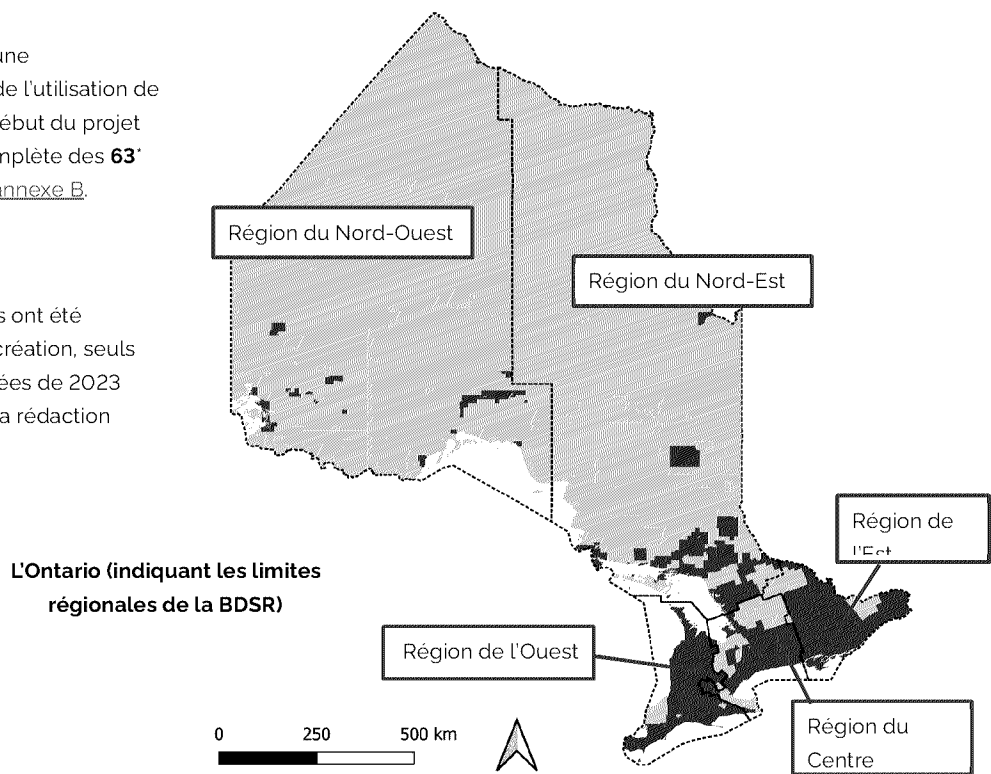 une
de l'utilisation de
ébut du projet
mplète des 63*
annexe B.
s ont été
création, seuls
ées de 2023
a rédaction
L'Ontario (indiquant les limites
régionales de la BDSR)
Région du Nord-Ouest
Région du Nord-Est
Région de
l'Est
Région de l'Ouest
Région du
Centre
0 250 500 km